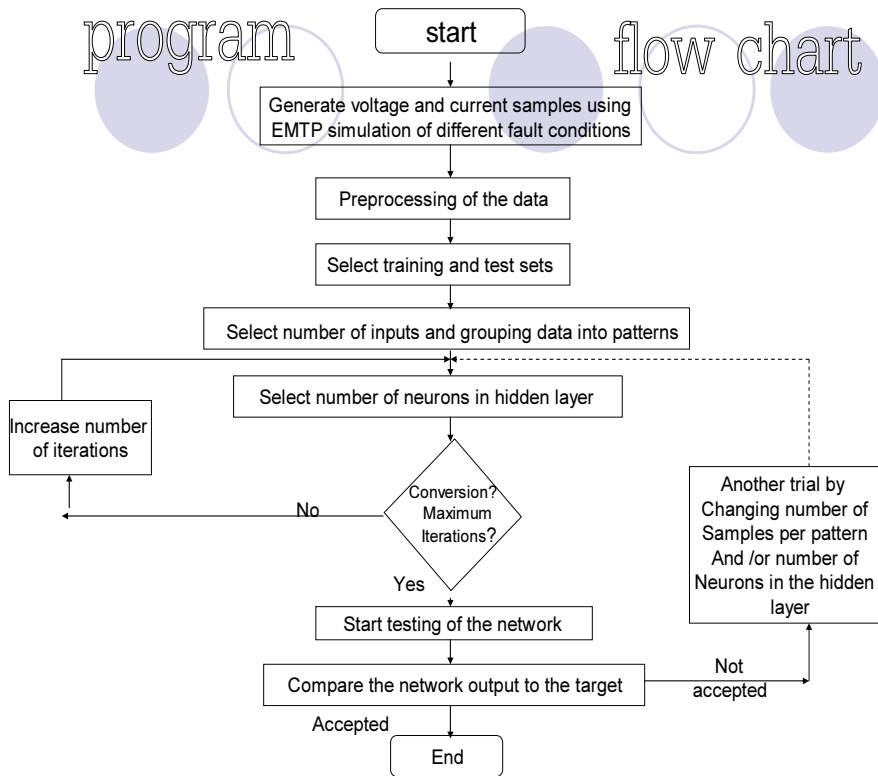 program
flow chart
start
Generate voltage and current samples using
EMTP simulation of different fault conditions
Preprocessing of the data
Select training and test sets
Select number of inputs and grouping data into patterns
Select number of neurons in hidden layer
Increase number
of iterations
Conversion?
Maximum
Iterations?
No
Yes
Another trial by
Changing number of
Samples per pattern
And /or number of
Neurons in the hidden
layer
Start testing of the network
Compare the network output to the target
Not
accepted
Accepted
End